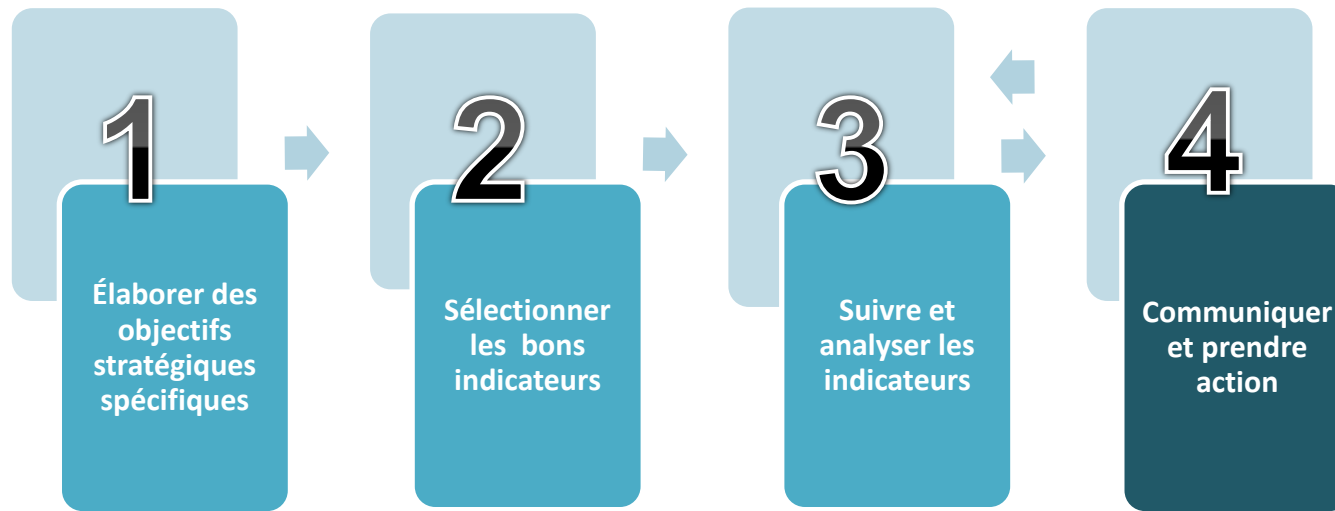 1
Élaborer des
objectifs
stratégiques
spécifiques
2
Sélectionner
les  bons
indicateurs
3
Suivre et
analyser les
indicateurs
4
Communiquer
et prendre
action